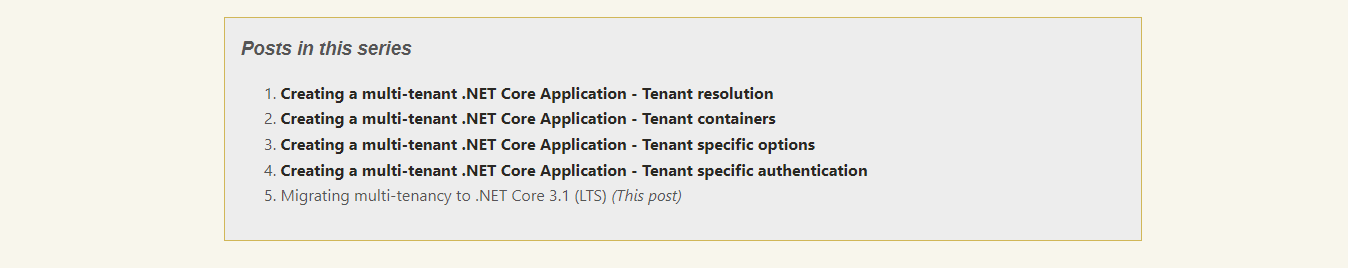 Posts in this series
1. Creating a multi-tenant .NET Core Application - Tenant resolution
2. Creating a multi-tenant .NET Core Application - Tenant containers
3. Creating a multi-tenant .NET Core Application - Tenant specific options
4. Creating a multi-tenant .NET Core Application - Tenant specific authentication
5. Migrating multi-tenancy to .NET Core 3.1 (LTS) (This post)